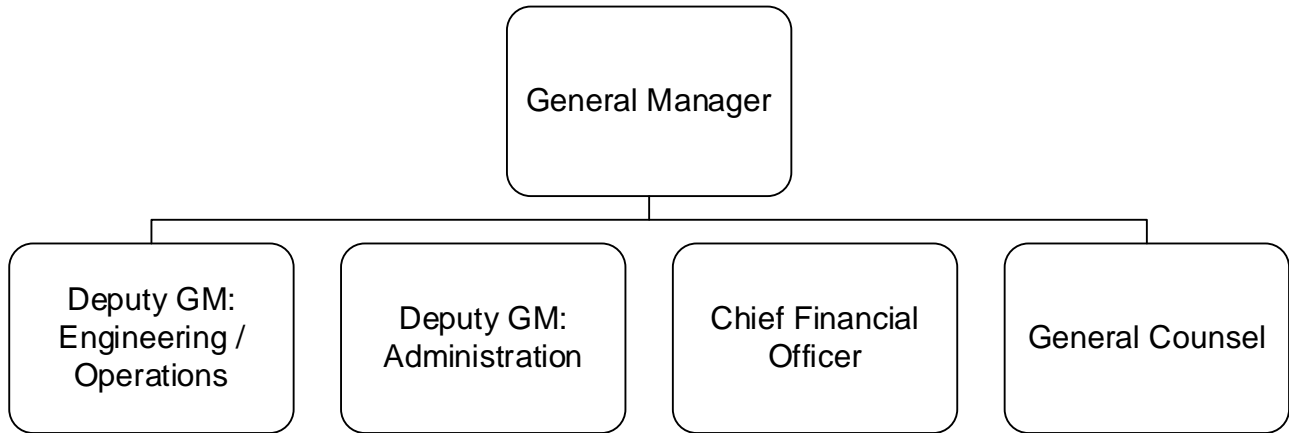 General Manager
Deputy GM:
Engineering /
Operations
Deputy GM:
Administration
Chief Financial
Officer
General Counsel